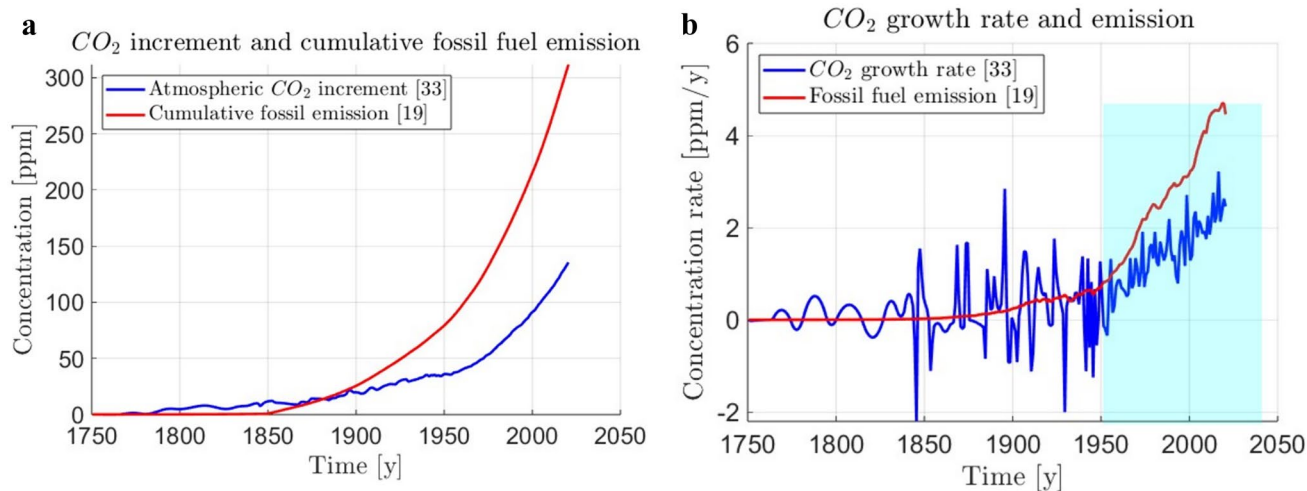 a
CO₂ increment and cumulative fossil fuel emission
Atmospheric CO₂ increment [33]
Cumulative fossil emission [19]
Concentration [ppm]
300
250
200
150
100
50
0
1750 1800 1850 1900 1950 2000 2050
Time [y]
b
CO₂ growth rate and emission
CO₂ growth rate [33]
Fossil fuel emission [19]
Concentration rate [ppm/y]
6
4
2
0
-2
1750 1800 1850 1900 1950 2000 2050
Time [y]